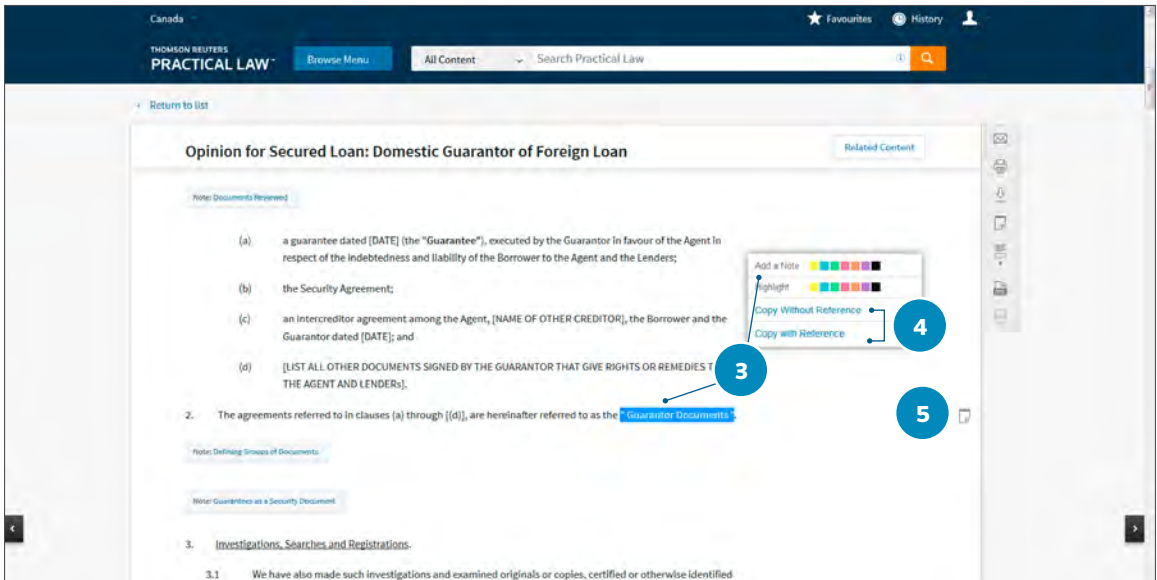 Canada
Favourites
History
THOMSON REUTERS
PRACTICAL LAW™
Browse Menu
All Content
Search Practical Law
Return to list
Opinion for Secured Loan: Domestic Guarantor of Foreign Loan
Related Content
Note: Documents Reviewed
(a) a guarantee dated [DATE] (the "Guarantee"), executed by the Guarantor in favour of the Agent in
respect of the indebtedness and liability of the Borrower to the Agent and the Lenders;
Add a Note
(b) the Security Agreement;
Highlight
Copy Without Reference
4
(c) an intercreditor agreement among the Agent, [NAME OF OTHER CREDITOR], the Borrower and the
Guarantor dated [DATE]; and
Copy with Reference
(d) [LIST ALL OTHER DOCUMENTS SIGNED BY THE GUARANTOR THAT GIVE RIGHTS OR REMEDIES T
THE AGENT AND LENDERs].
3
2. The agreements referred to in clauses (a) through [(d)], are hereinafter referred to as the " Guarantor Documents ".
5
Note: Defining Groups of Documents
Note: Guarantees as a Security Document
3. Investigations, Searches and Registrations.
3.1 We have also made such investigations and examined originals or copies, certified or otherwise identified